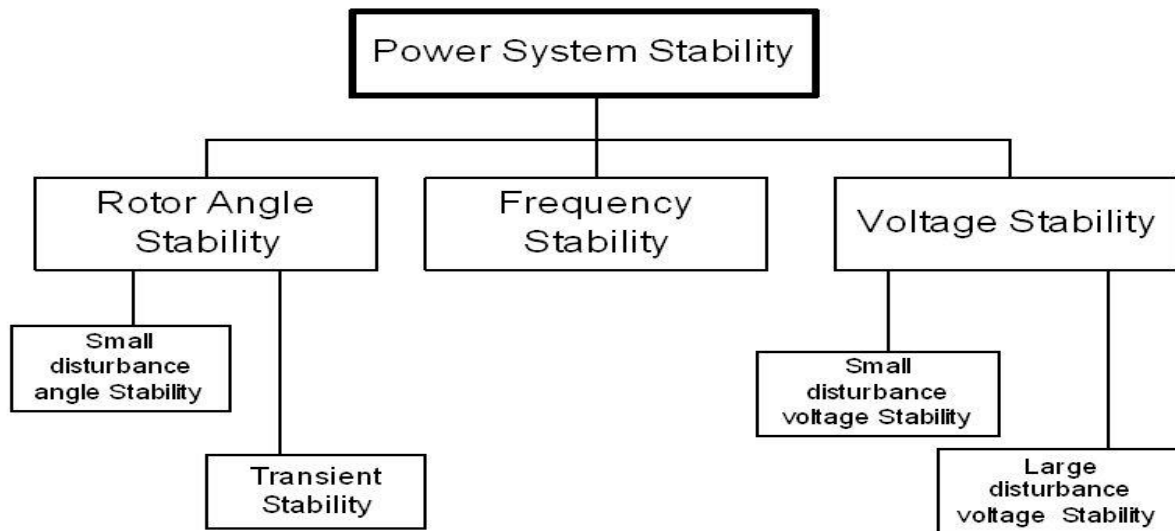 Power System Stability
Rotor Angle
Stability
Frequency
Stability
Voltage Stability
Small
disturbance
angle Stability
Transient
Stability
Small
disturbance
voltage Stability
Large
disturbance
voltage Stability